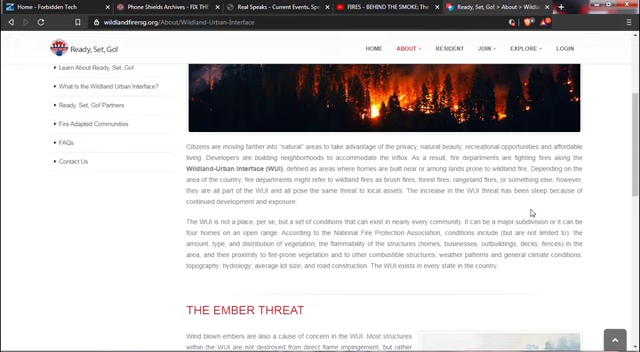 Home - Forbidden Tech
Phone Shields Archives - FIX THE
Real Speaks - Current Events. Spe
FIRES - BEHIND THE SMOKE: The
Ready, Set, Go! > About > Wildlan
wildlandfirersg.org/About/Wildland-Urban-Interface
Ready, Set, Go!
HOME ABOUT RESIDENT JOIN EXPLORE LOGIN
Learn About Ready, Set, Go!
What Is the Wildland Urban Interface?
Ready, Set, Go! Partners
Fire Adapted Communities
FAQs
Contact Us
Citizens are moving farther into “natural” areas to take advantage of the privacy, natural beauty, recreational opportunities and affordable
living. Developers are building neighborhoods to accommodate the influx. As a result, fire departments are fighting fires along the
Wildland-Urban Interface (WUI), defined as areas where homes are built near or among lands prone to wildland fire. Depending on the
area of the country, fire departments might refer to wildland fires as brush fires, forest fires, rangeland fires, or something else; however,
they are all part of the WUI and all pose the same threat to local assets. The increase in the WUI threat has been steep because of
continued development and exposure.
The WUI is not a place, per se, but a set of conditions that can exist in nearly every community. It can be a major subdivision or it can be
four homes on an open range. According to the National Fire Protection Association, conditions include (but are not limited to): the
amount, type, and distribution of vegetation; the flammability of the structures (homes, businesses, outbuildings, decks, fences) in the
area, and their proximity to fire-prone vegetation and to other combustible structures; weather patterns and general climate conditions;
topography; hydrology; average lot size; and road construction. The WUI exists in every state in the country.
THE EMBER THREAT
Wind blown embers are also a cause of concern in the WUI. Most structures
within the WUI are not destroyed from direct flame impingement, but rather